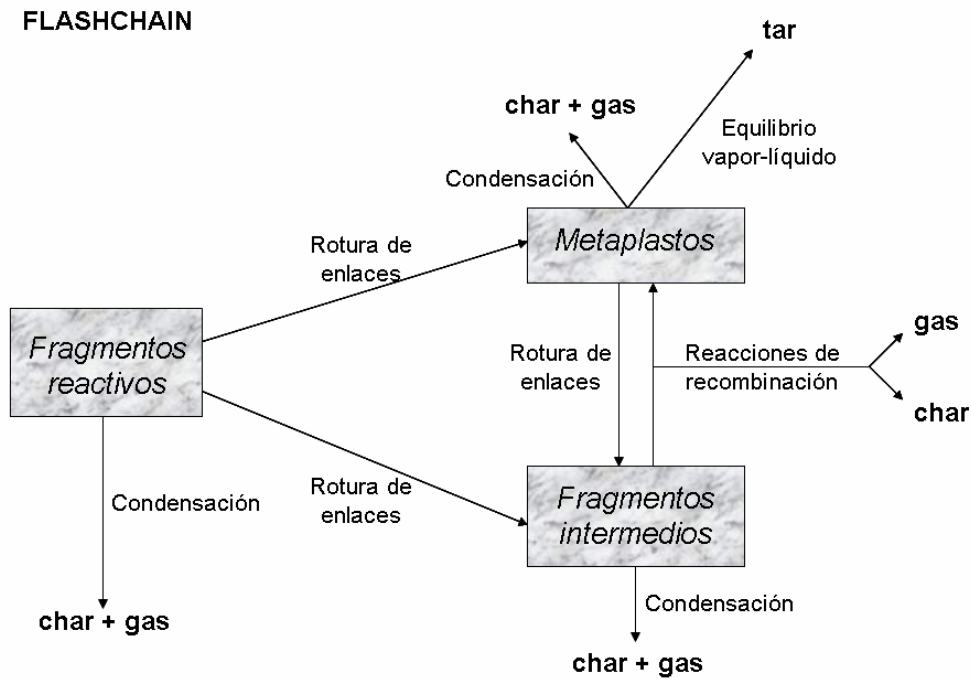 FLASHCHAIN
tar
char + gas
Equilibrio
vapor-líquido
Condensación
Metaplastos
Rotura de
enlaces
gas
Fragmentos
reactivos
Rotura de
enlaces
Reacciones de
recombinación
char
Rotura de
enlaces
Condensación
Fragmentos
intermedios
Condensación
char + gas
char + gas